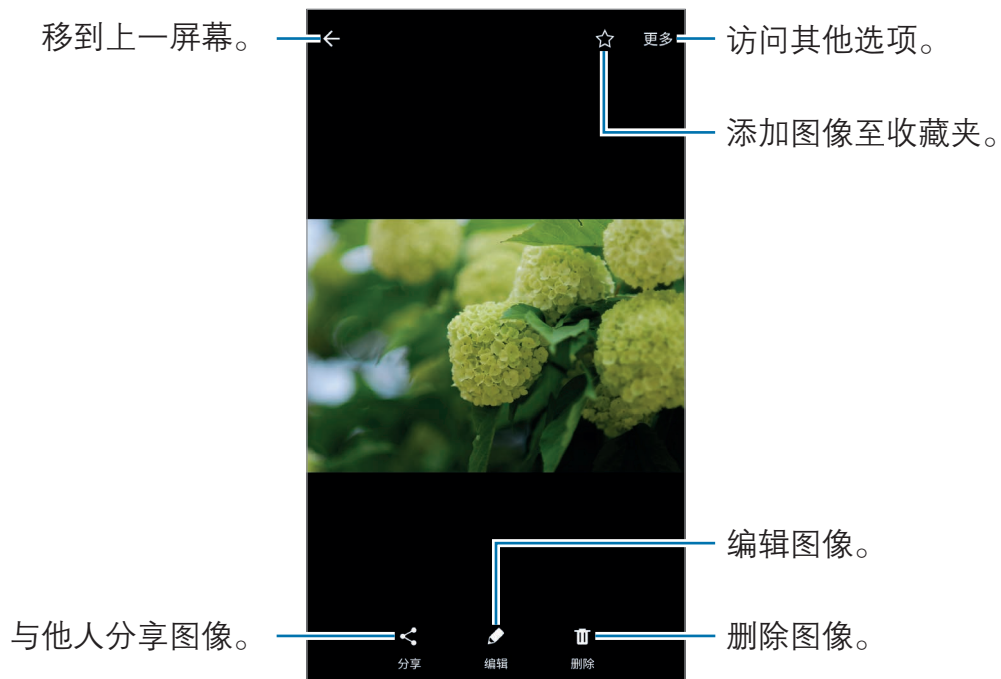 移到上一屏幕。
更多
访问其他选项。
添加图像至收藏夹。
编辑图像。
与他人分享图像。
删除图像。
分享
编辑
删除